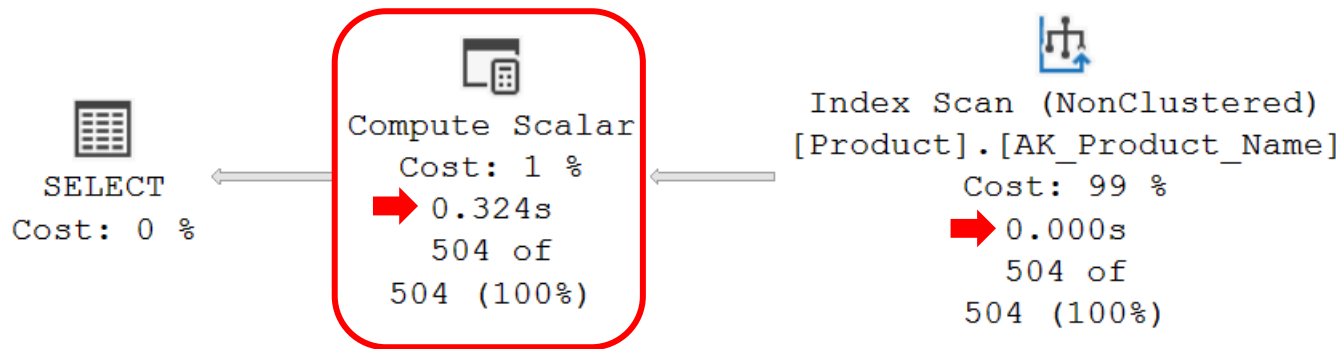 SELECT
Cost: 0 %
Compute Scalar
Cost: 1 %
0.324s
504 of
504 (100%)
Index Scan (NonClustered)
[Product].[AK_Product_Name]
Cost: 99 %
0.000s
504 of
504 (100%)